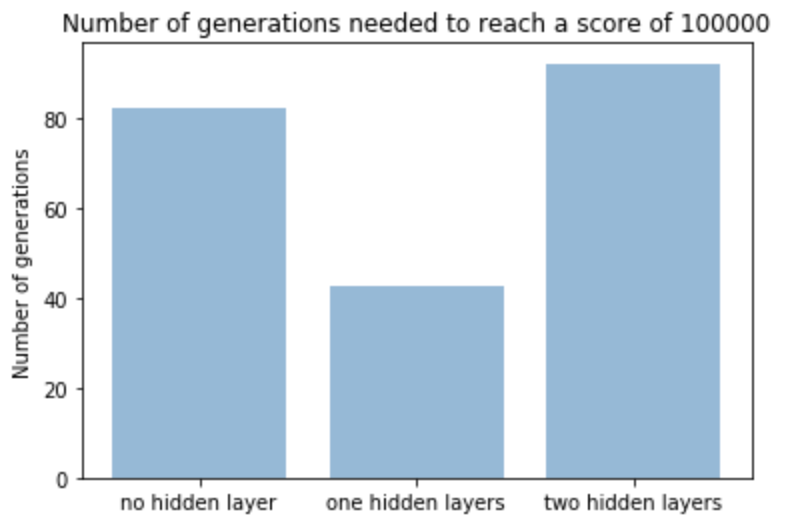 Number of generations needed to reach a score of 100000
Number of generations
80
60
40
20
0
no hidden layer
one hidden layers
two hidden layers